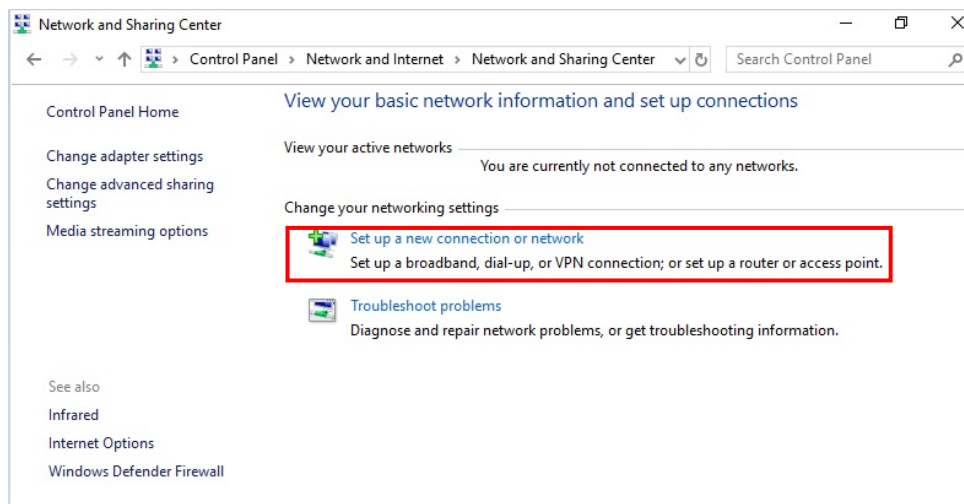 Network and Sharing Center
Control Panel > Network and Internet > Network and Sharing Center
Search Control Panel
Control Panel Home
Change adapter settings
Change advanced sharing
settings
Media streaming options
See also
Infrared
Internet Options
Windows Defender Firewall
View your basic network information and set up connections
View your active networks
You are currently not connected to any networks.
Change your networking settings
Set up a new connection or network
Set up a broadband, dial-up, or VPN connection; or set up a router or access point.
Troubleshoot problems
Diagnose and repair network problems, or get troubleshooting information.